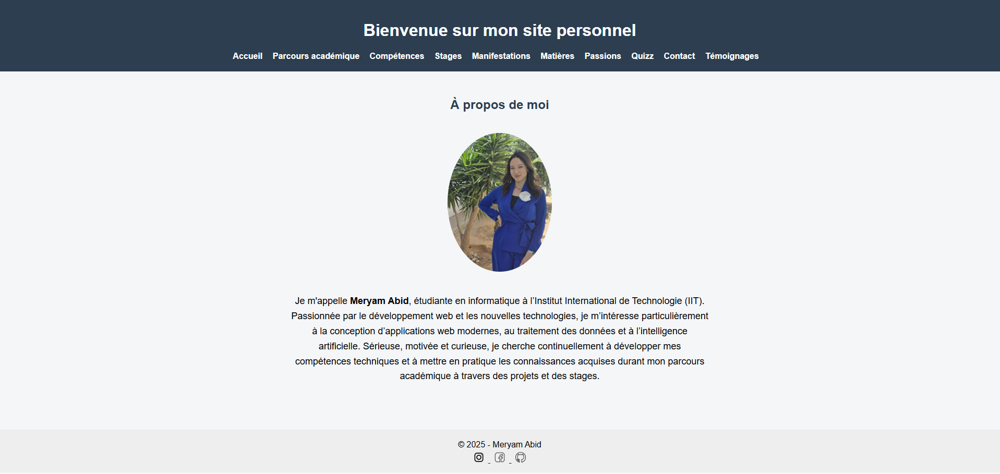 Bienvenue sur mon site personnel
Accueil Parcours académique Compétences Stages Manifestations Matières Passions Quizz Contact Témoignages
À propos de moi
Je m'appelle Meryam Abid, étudiante en informatique à l’Institut International de Technologie (IIT).
Passionnée par le développement web et les nouvelles technologies, je m’intéresse particulièrement
à la conception d’applications web modernes, au traitement des données et à l’intelligence
artificielle. Sérieuse, motivée et curieuse, je cherche continuellement à développer mes
compétences techniques et à mettre en pratique les connaissances acquises durant mon parcours
académique à travers des projets et des stages.
© 2025 - Meryam Abid